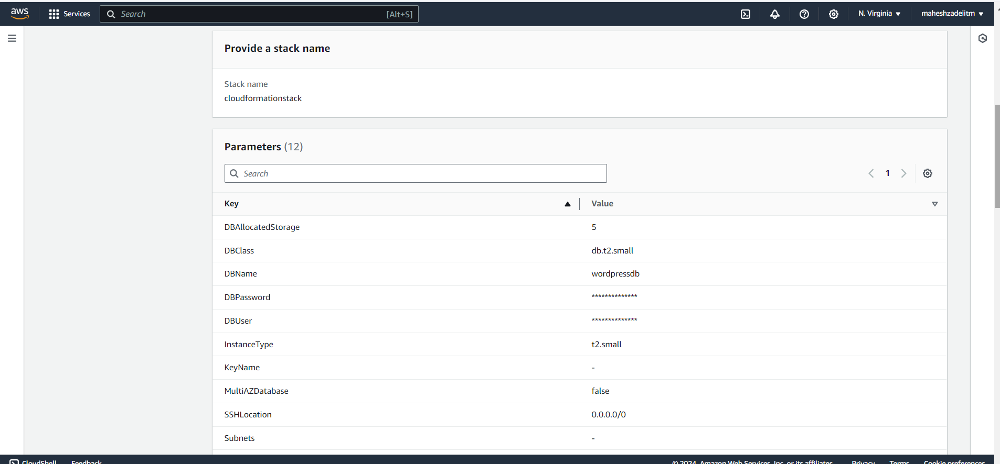 aws Services Search [Alt+S] N. Virginia maheshzadeiitm
Provide a stack name
Stack name
cloudformationstack
Parameters (12)
Search 1
Key Value
DBAllocatedStorage 5
DBClass db.t2.small
DBName wordpressdb
DBPassword **************
DBUser **************
InstanceType t2.small
KeyName -
MultiAZDatabase false
SSHLocation 0.0.0.0/0
Subnets -
CloudShell Feedback © 2024, Amazon Web Services, Inc. or its affiliates. Privacy Terms Cookie preferences